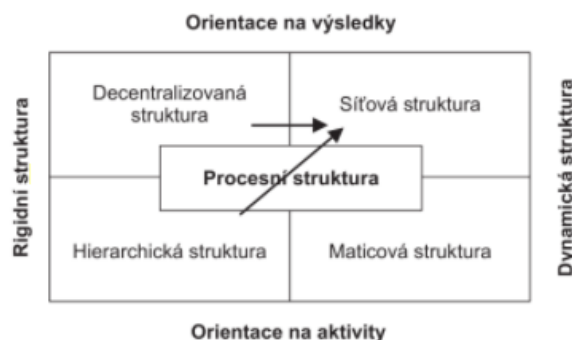 Orientace na výsledky
Decentralizovaná
struktura
Síťová struktura
Rigidní struktura
Procesní struktura
Dynamická struktura
Hierarchická struktura
Maticová struktura
Orientace na aktivity